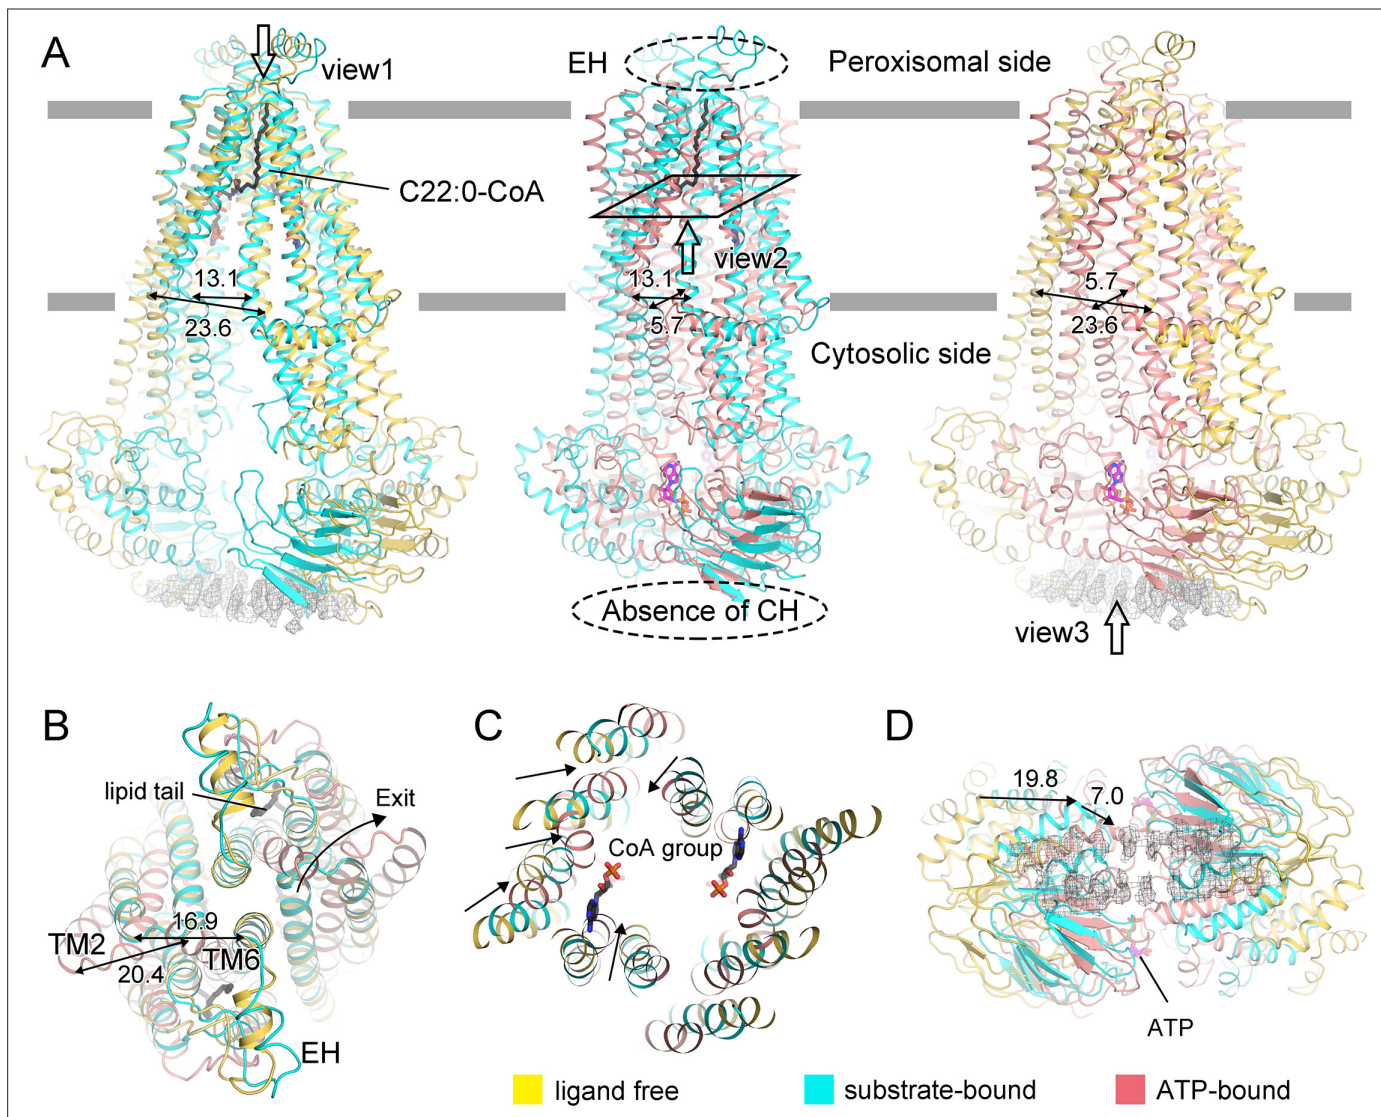 A
view1
C22:0-CoA
13.1
23.6
EH
Peroxisomal side
view2
13.1
5.7
Cytosolic side
Absence of CH
5.7
23.6
view3
B
lipid tail
Exit
16.9
TM2
TM6
20.4
EH
C
CoA group
D
19.8
7.0
ATP
ligand free
substrate-bound
ATP-bound